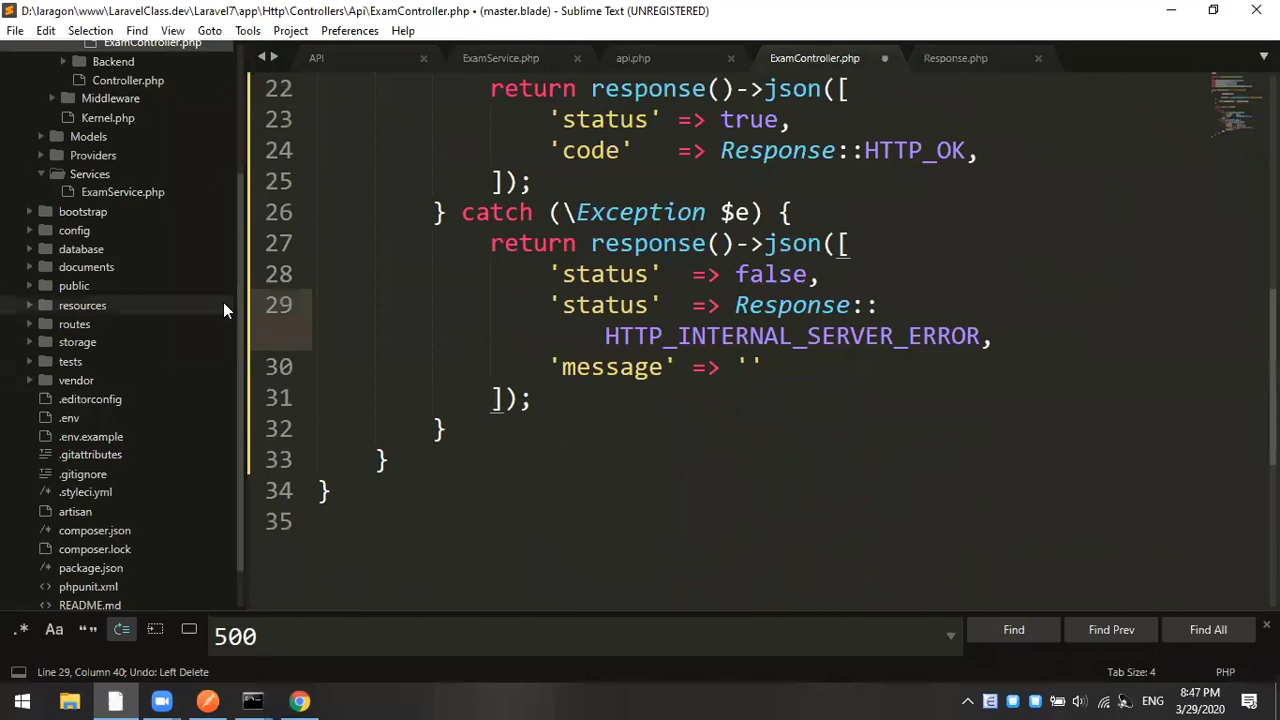 D:\laragon\www\LaravelClass.dev\Laravel7\app\Http\Controllers\Api\ExamController.php • (master.blade) - Sublime Text (UNREGISTERED)
File Edit Selection Find View Goto Tools Project Preferences Help
ExamController.php
Backend
Controller.php
Middleware
Kernel.php
Models
Providers
Services
ExamService.php
bootstrap
config
database
documents
public
resources
routes
storage
tests
vendor
.editorconfig
.env
.env.example
.gitattributes
.gitignore
.styleci.yml
artisan
composer.json
composer.lock
package.json
phpunit.xml
README.md
API ExamService.php api.php ExamController.php Response.php
22 return response()->json([
23 'status' => true,
24 'code' => Response::HTTP_OK,
25 ]);
26 } catch (\Exception $e) {
27 return response()->json([
28 'status' => false,
29 'status' => Response::
HTTP_INTERNAL_SERVER_ERROR,
30 'message' => ''
31 ]);
32 }
33 }
34 }
35
.* Aa “ ” 500 Find Find Prev Find All
Line 29, Column 40; Undo: Left Delete Tab Size: 4 PHP
ENG 8:47 PM
3/29/2020